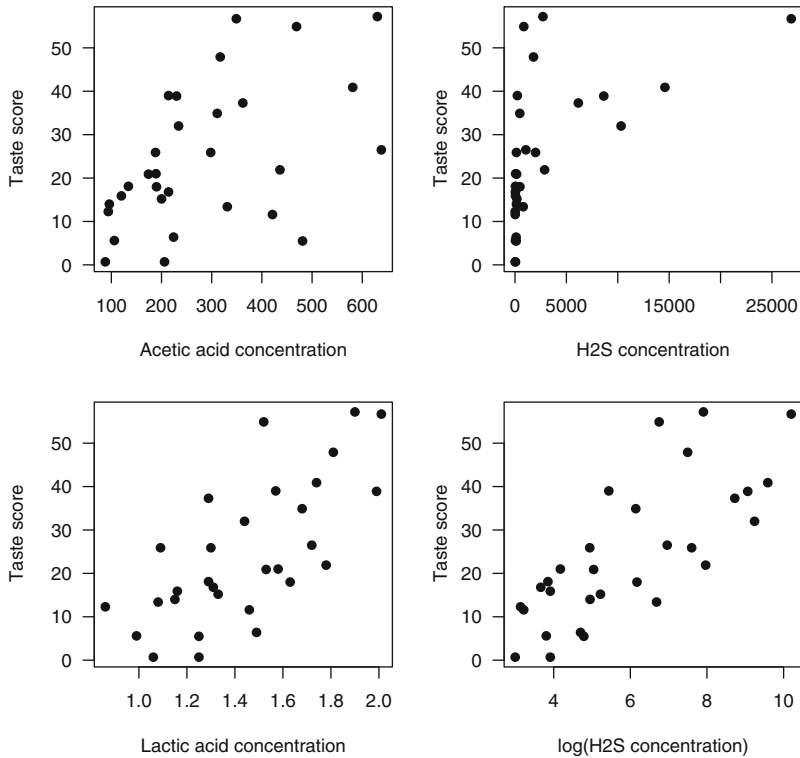 50
40
30
20
10
0
Taste score
100 200 300 400 500 600
Acetic acid concentration
50
40
30
20
10
0
Taste score
0 5000 15000 25000
H2S concentration
50
40
30
20
10
0
Taste score
1.0 1.2 1.4 1.6 1.8 2.0
Lactic acid concentration
50
40
30
20
10
0
Taste score
4 6 8 10
log(H2S concentration)